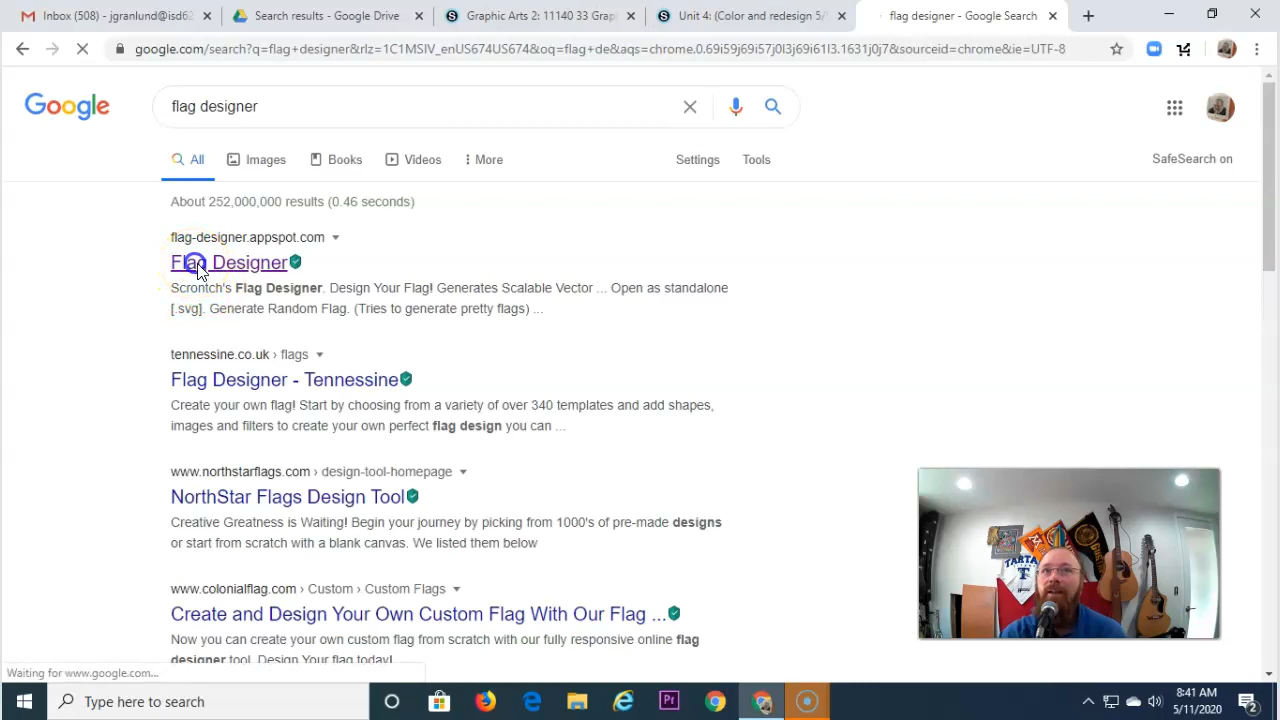 Inbox (508) - jgranlund@isd62
Search results - Google Drive
Graphic Arts 2: 11140 33 Grap
Unit 4: (Color and redesign 5/
flag designer - Google Search
google.com/search?q=flag+designer&rlz=1C1MSIV_enUS674US674&oq=flag+de&aqs=chrome.0.69i59j69i57j0l3j69i61l3.1631j0j7&sourceid=chrome&ie=UTF-8
Google
flag designer
All Images Books Videos More Settings Tools SafeSearch on
About 252,000,000 results (0.46 seconds)
flag-designer.appspot.com
Flag Designer
Scrontch's Flag Designer. Design Your Flag! Generates Scalable Vector ... Open as standalone
[.svg]. Generate Random Flag. (Tries to generate pretty flags) ...
tennessine.co.uk › flags
Flag Designer - Tennessine
Create your own flag! Start by choosing from a variety of over 340 templates and add shapes,
images and filters to create your own perfect flag design you can ...
www.northstarflags.com › design-tool-homepage
NorthStar Flags Design Tool
Creative Greatness is Waiting! Begin your journey by picking from 1000's of pre-made designs
or start from scratch with a blank canvas. We listed them below
www.colonialflag.com › Custom › Custom Flags
Create and Design Your Own Custom Flag With Our Flag ...
Now you can create your own custom flag from scratch with our fully responsive online flag
designer tool. Design Your flag today!
TARTA
T
Waiting for www.google.com...
Type here to search
Pr
8:41 AM
5/11/2020
2